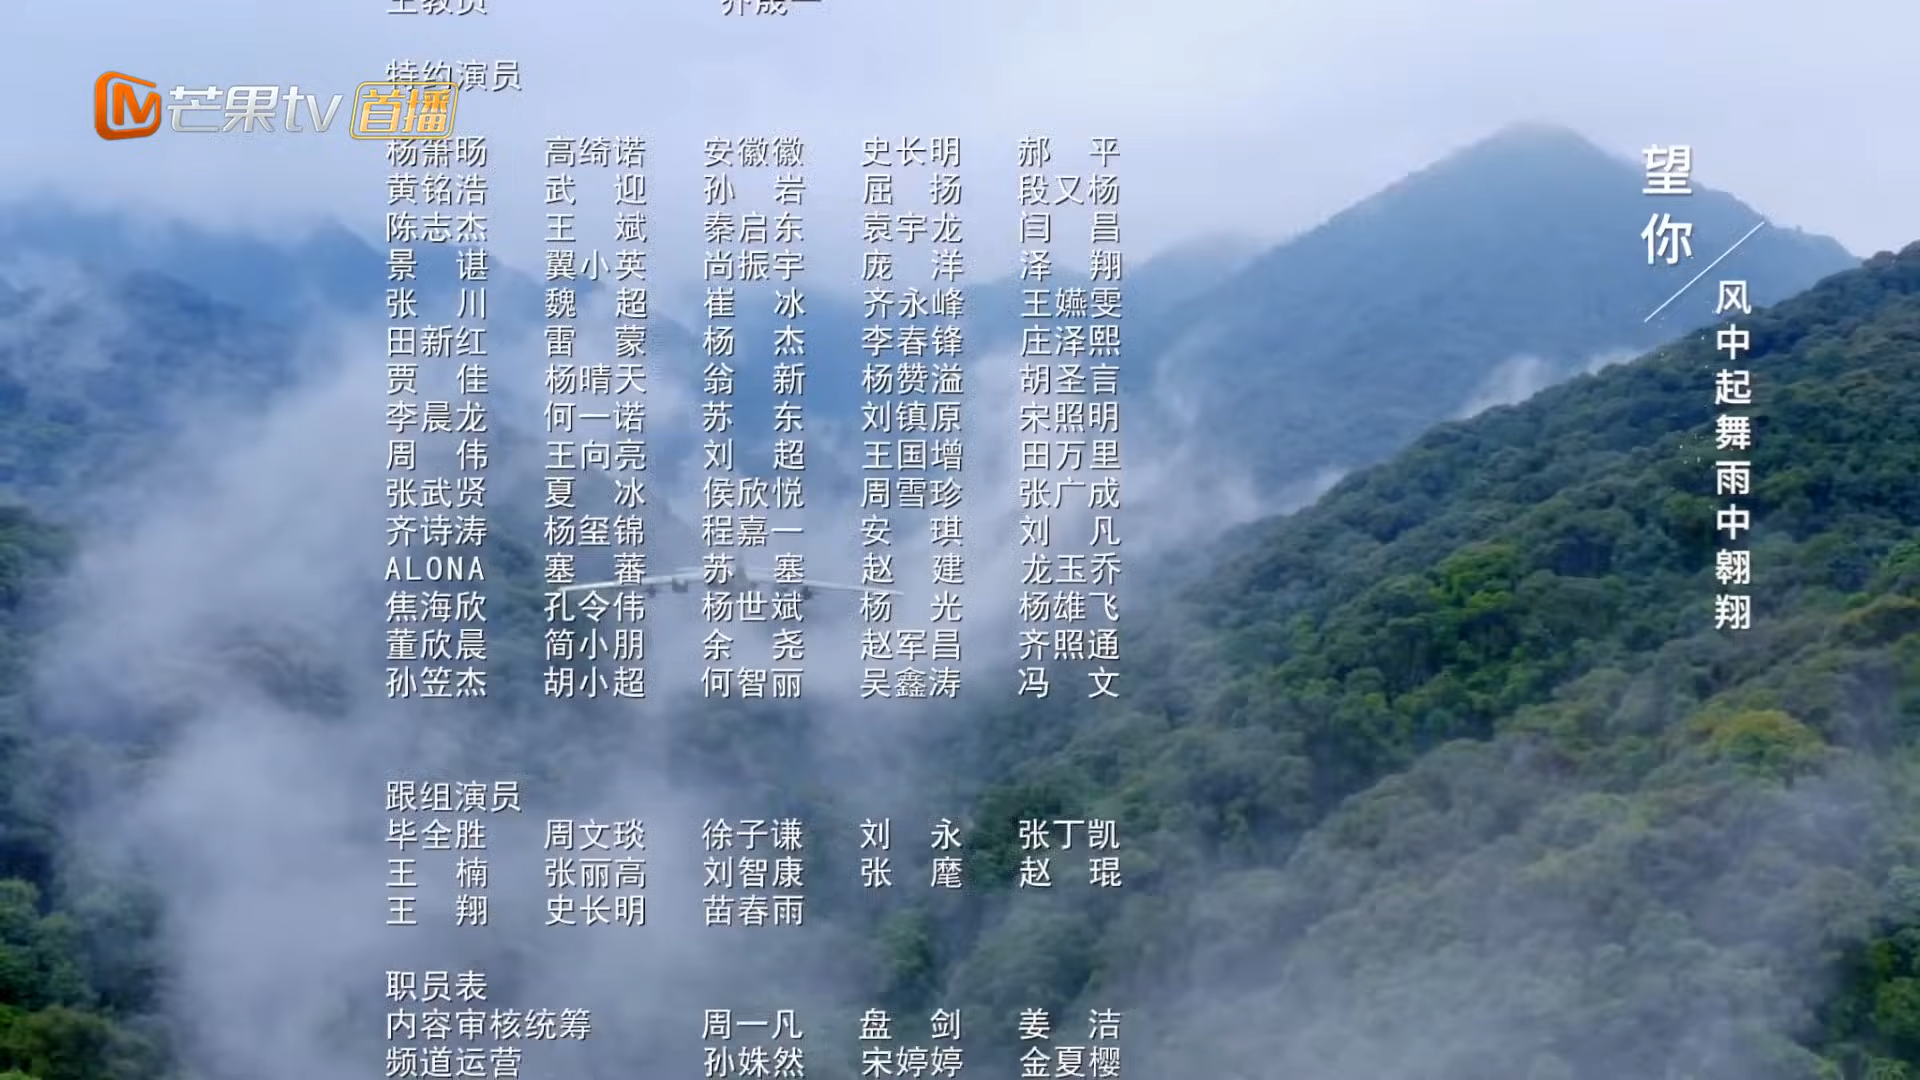 芒果tv 首播
特约演员
杨箫旸 高绮诺 安徽徽 史长明 郝 平
黄铭浩 武 迎 孙 岩 屈 扬 段又杨
陈志杰 王 斌 秦启东 袁宇龙 闫 昌
景 谌 翼小英 尚振宇 庞 洋 泽 翔
张 川 魏 超 崔 冰 齐永峰 王嬿雯
田新红 雷 蒙 杨 杰 李春锋 庄泽熙
贾 佳 杨晴天 翁 新 杨赞溢 胡圣言
李晨龙 何一诺 苏 东 刘镇原 宋照明
周 伟 王向亮 刘 超 王国增 田万里
张武贤 夏 冰 侯欣悦 周雪珍 张广成
齐诗涛 杨玺锦 程嘉一 安 琪 刘 凡
ALONA 塞 蕃 苏 塞 赵 建 龙玉乔
焦海欣 孔令伟 杨世斌 杨 光 杨雄飞
董欣晨 简小朋 余 尧 赵军昌 齐照通
孙笠杰 胡小超 何智丽 吴鑫涛 冯 文
跟组演员
毕全胜 周文琰 徐子谦 刘 永 张丁凯
王 楠 张丽高 刘智康 张 麾 赵 琨
王 翔 史长明 苗春雨
职员表
内容审核统筹 周一凡 盘 剑 姜 洁
频道运营 孙姝然 宋婷婷 金夏樱
望你
风中起舞雨中翱翔